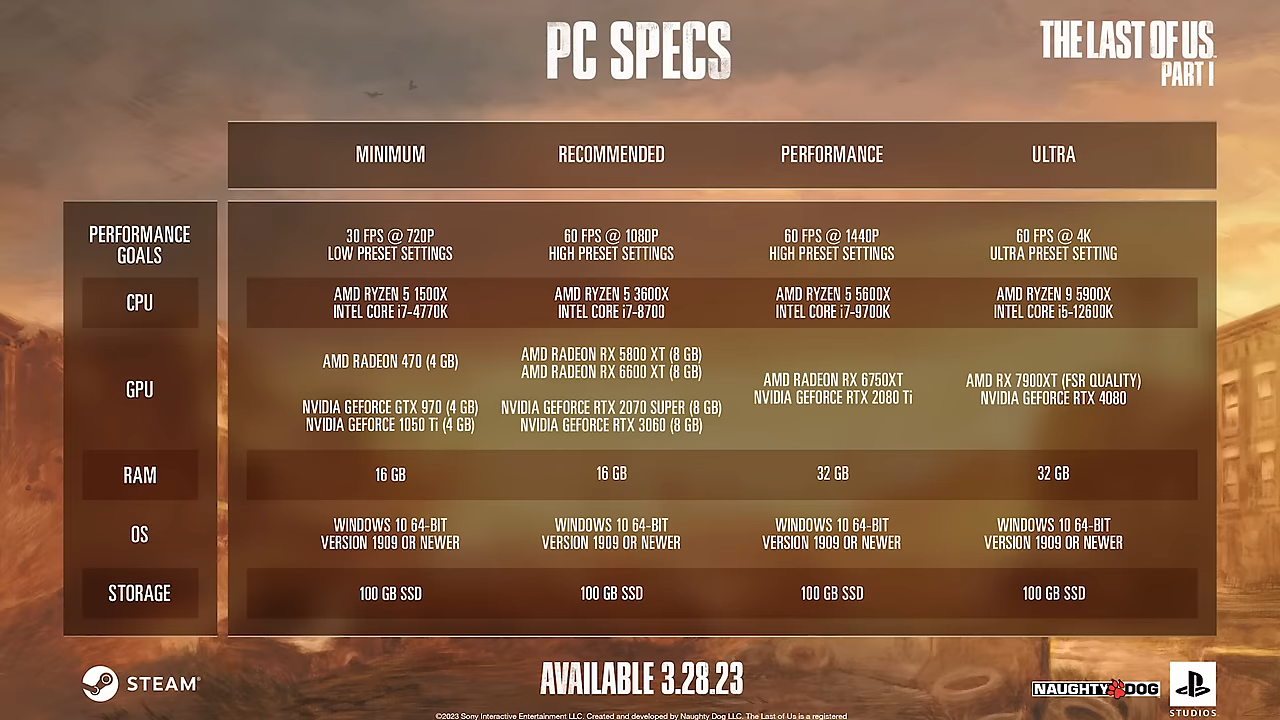 PC SPECS
THE LAST OF US
PART I
MINIMUM
RECOMMENDED
PERFORMANCE
ULTRA
PERFORMANCE
GOALS
30 FPS @ 720P
LOW PRESET SETTINGS
60 FPS @ 1080P
HIGH PRESET SETTINGS
60 FPS @ 1440P
HIGH PRESET SETTINGS
60 FPS @ 4K
ULTRA PRESET SETTING
CPU
AMD RYZEN 5 1500X
INTEL CORE i7-4770K
AMD RYZEN 5 3600X
INTEL CORE i7-8700
AMD RYZEN 5 5600X
INTEL CORE i7-9700K
AMD RYZEN 9 5900X
INTEL CORE i5-12600K
GPU
AMD RADEON 470 (4 GB)
NVIDIA GEFORCE GTX 970 (4 GB)
NVIDIA GEFORCE 1050 Ti (4 GB)
AMD RADEON RX 5800 XT (8 GB)
AMD RADEON RX 6600 XT (8 GB)
NVIDIA GEFORCE RTX 2070 SUPER (8 GB)
NVIDIA GEFORCE RTX 3060 (8 GB)
AMD RADEON RX 6750XT
NVIDIA GEFORCE RTX 2080 Ti
AMD RX 7900XT (FSR QUALITY)
NVIDIA GEFORCE RTX 4080
RAM
16 GB
16 GB
32 GB
32 GB
OS
WINDOWS 10 64-BIT
VERSION 1909 OR NEWER
WINDOWS 10 64-BIT
VERSION 1909 OR NEWER
WINDOWS 10 64-BIT
VERSION 1909 OR NEWER
WINDOWS 10 64-BIT
VERSION 1909 OR NEWER
STORAGE
100 GB SSD
100 GB SSD
100 GB SSD
100 GB SSD
STEAM®
AVAILABLE 3.28.23
NAUGHTY DOG
STUDIOS
©2023 Sony Interactive Entertainment LLC. Created and developed by Naughty Dog LLC. The Last of Us is a registered